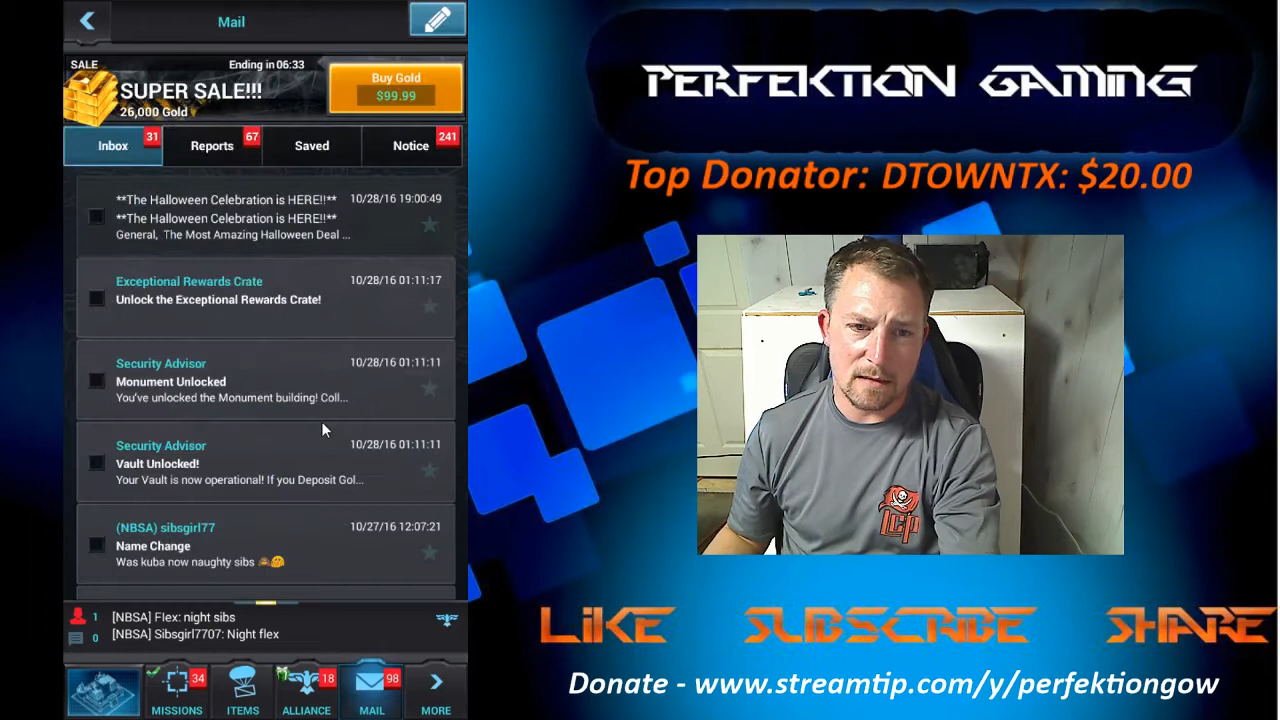 Mail
SALE
Ending in 06:33
SUPER SALE!!!
26,000 Gold
Buy Gold
$99.99
Inbox
31
Reports
67
Saved
Notice
241
**The Halloween Celebration is HERE!!**
10/28/16 19:00:49
**The Halloween Celebration is HERE!!**
General, The Most Amazing Halloween Deal ...
Exceptional Rewards Crate
10/28/16 01:11:17
Unlock the Exceptional Rewards Crate!
Security Advisor
10/28/16 01:11:11
Monument Unlocked
You've unlocked the Monument building! Coll...
Security Advisor
10/28/16 01:11:11
Vault Unlocked!
Your Vault is now operational! If you Deposit Gol...
(NBSA) sibsgirl77
10/27/16 12:07:21
Name Change
Was kuba now naughty sibs 🙈🤗
1
[NBSA] Flex: night sibs
0
[NBSA] Sibsgirl7707: Night flex
34
MISSIONS
ITEMS
18
ALLIANCE
98
MAIL
MORE
PERFEKTION GAMING
Top Donator: DTOWNTX: $20.00
LIKE SUBSCRIBE SHARE
Donate - www.streamtip.com/y/perfektiongow